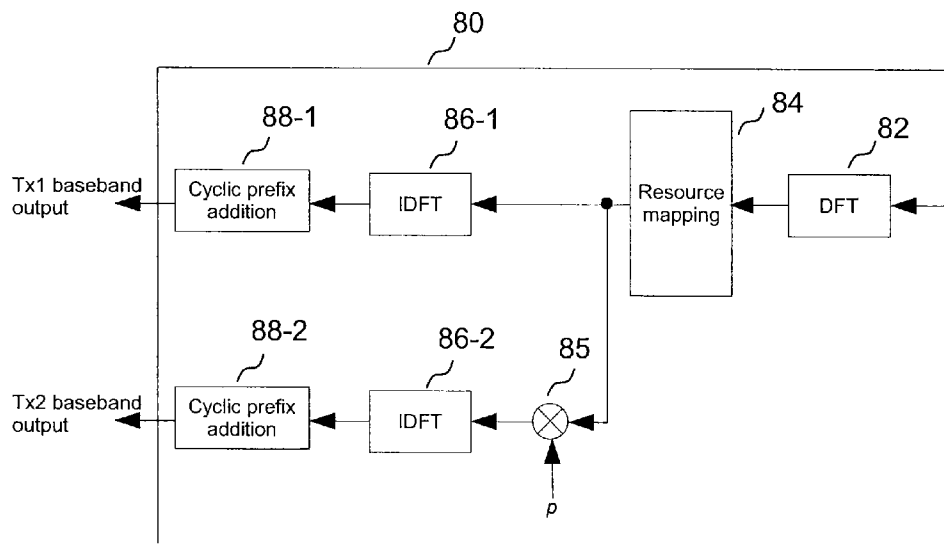 80
84
88-1
86-1
82
Tx1 baseband
output
Cyclic prefix
addition
IDFT
Resource
mapping
DFT
88-2
86-2
85
Tx2 baseband
output
Cyclic prefix
addition
IDFT
p